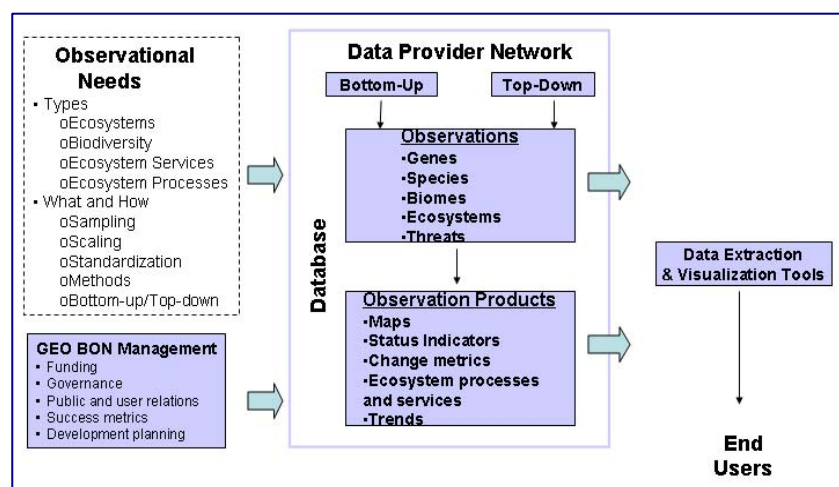 Observational
Needs
▪ Types
oEcosystems
oBiodiversity
oEcosystem Services
oEcosystem Processes
▪ What and How
oSampling
oScaling
oStandardization
oMethods
oBottom-up/Top-down
GEO BON Management
▪ Funding
▪ Governance
▪ Public and user relations
▪ Success metrics
▪ Development planning
Data Provider Network
Bottom-Up
Top-Down
Database
Observations
▪Genes
▪Species
▪Biomes
▪Ecosystems
▪Threats
Observation Products
▪Maps
▪Status Indicators
▪Change metrics
▪Ecosystem processes
and services
▪Trends
Data Extraction
& Visualization Tools
End
Users